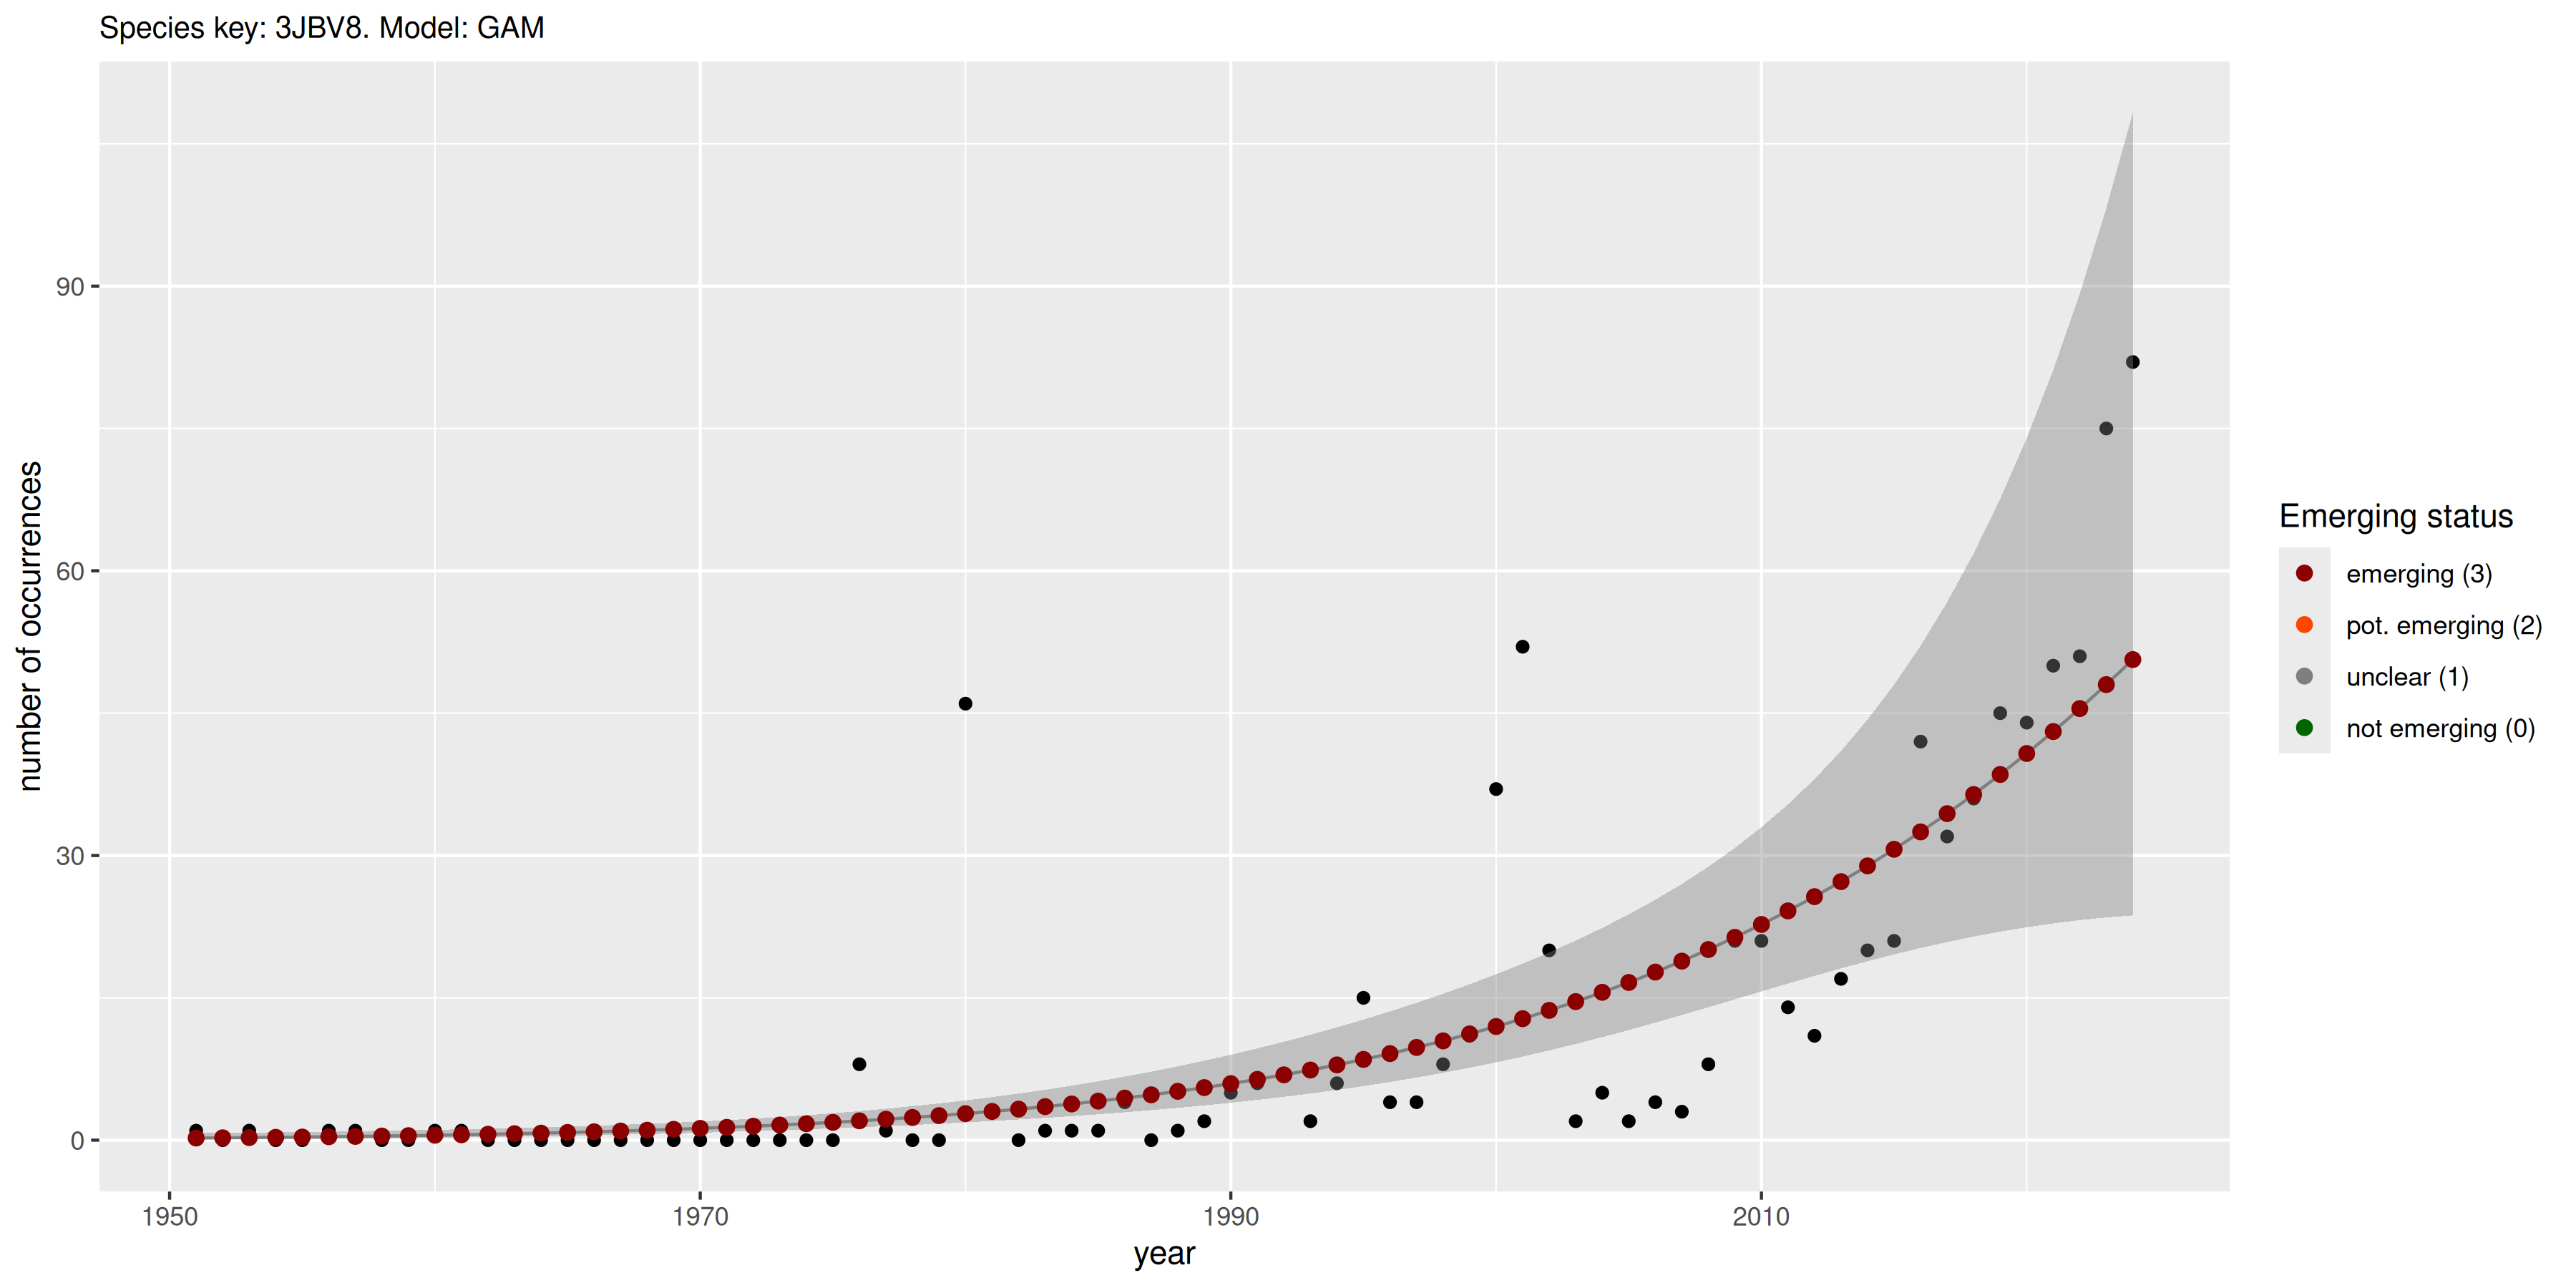 Species key: 3JBV8. Model: GAM
number of occurrences
90
60
30
0
1950
1970
1990
2010
year
Emerging status
emerging (3)
pot. emerging (2)
unclear (1)
not emerging (0)